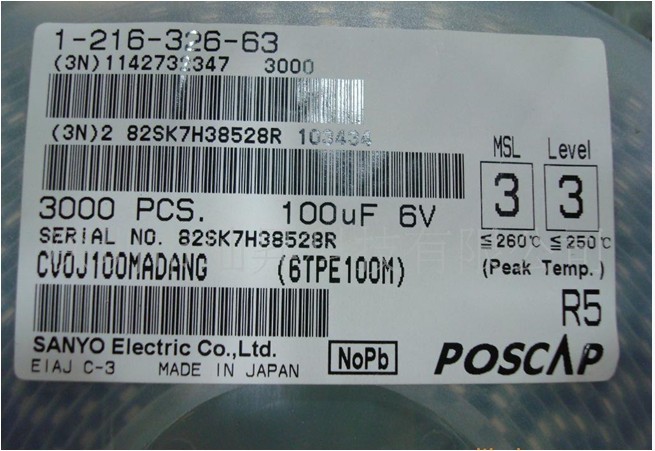 1-216-326-63
(3N)1142732347 3000
(3N)2 82SK7H38528R 103434
3000 PCS. 100uF 6V
SERIAL NO. 82SK7H38528R
CV0J100MADANG (6TPE100M)
MSL Level
3 3
≦260℃ ≦250℃
(Peak Temp.)
R5
SANYO Electric Co.,Ltd.
EIAJ C-3 MADE IN JAPAN
NoPb
POSCAP